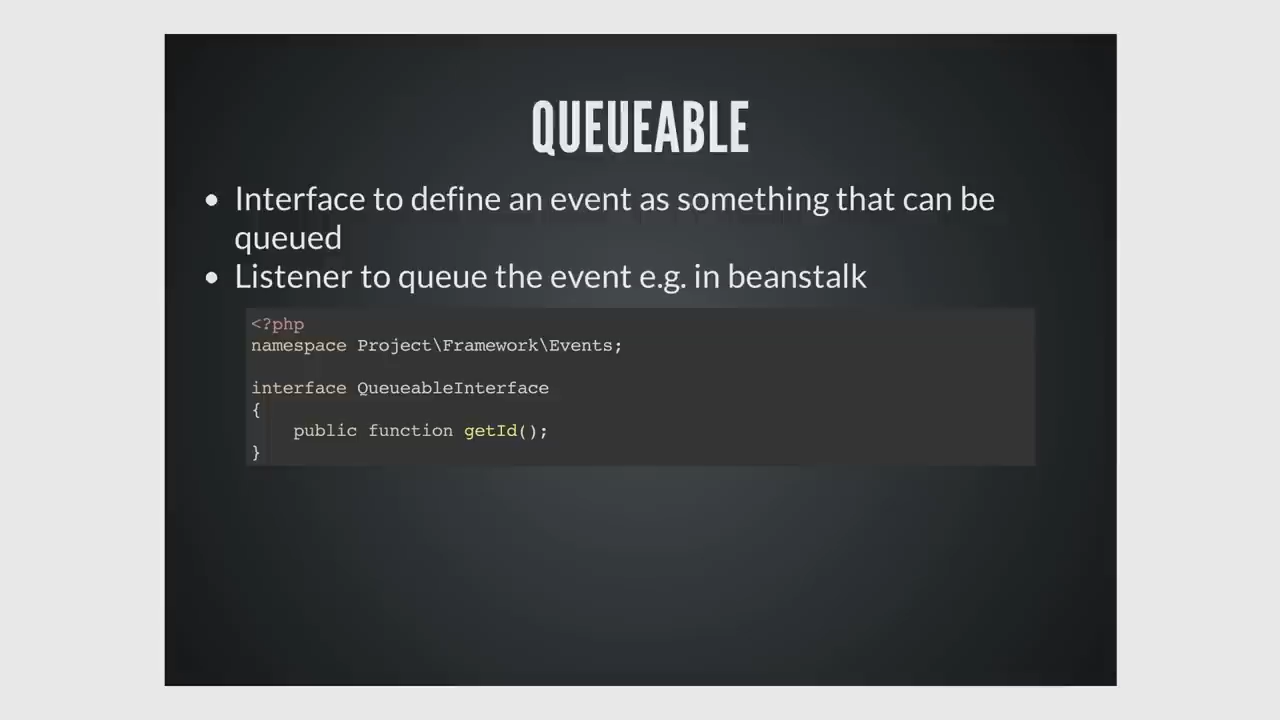 QUEUEABLE
• Interface to define an event as something that can be
queued
• Listener to queue the event e.g. in beanstalk
<?php
namespace Project\Framework\Events;
interface QueueableInterface
{
    public function getId();
}